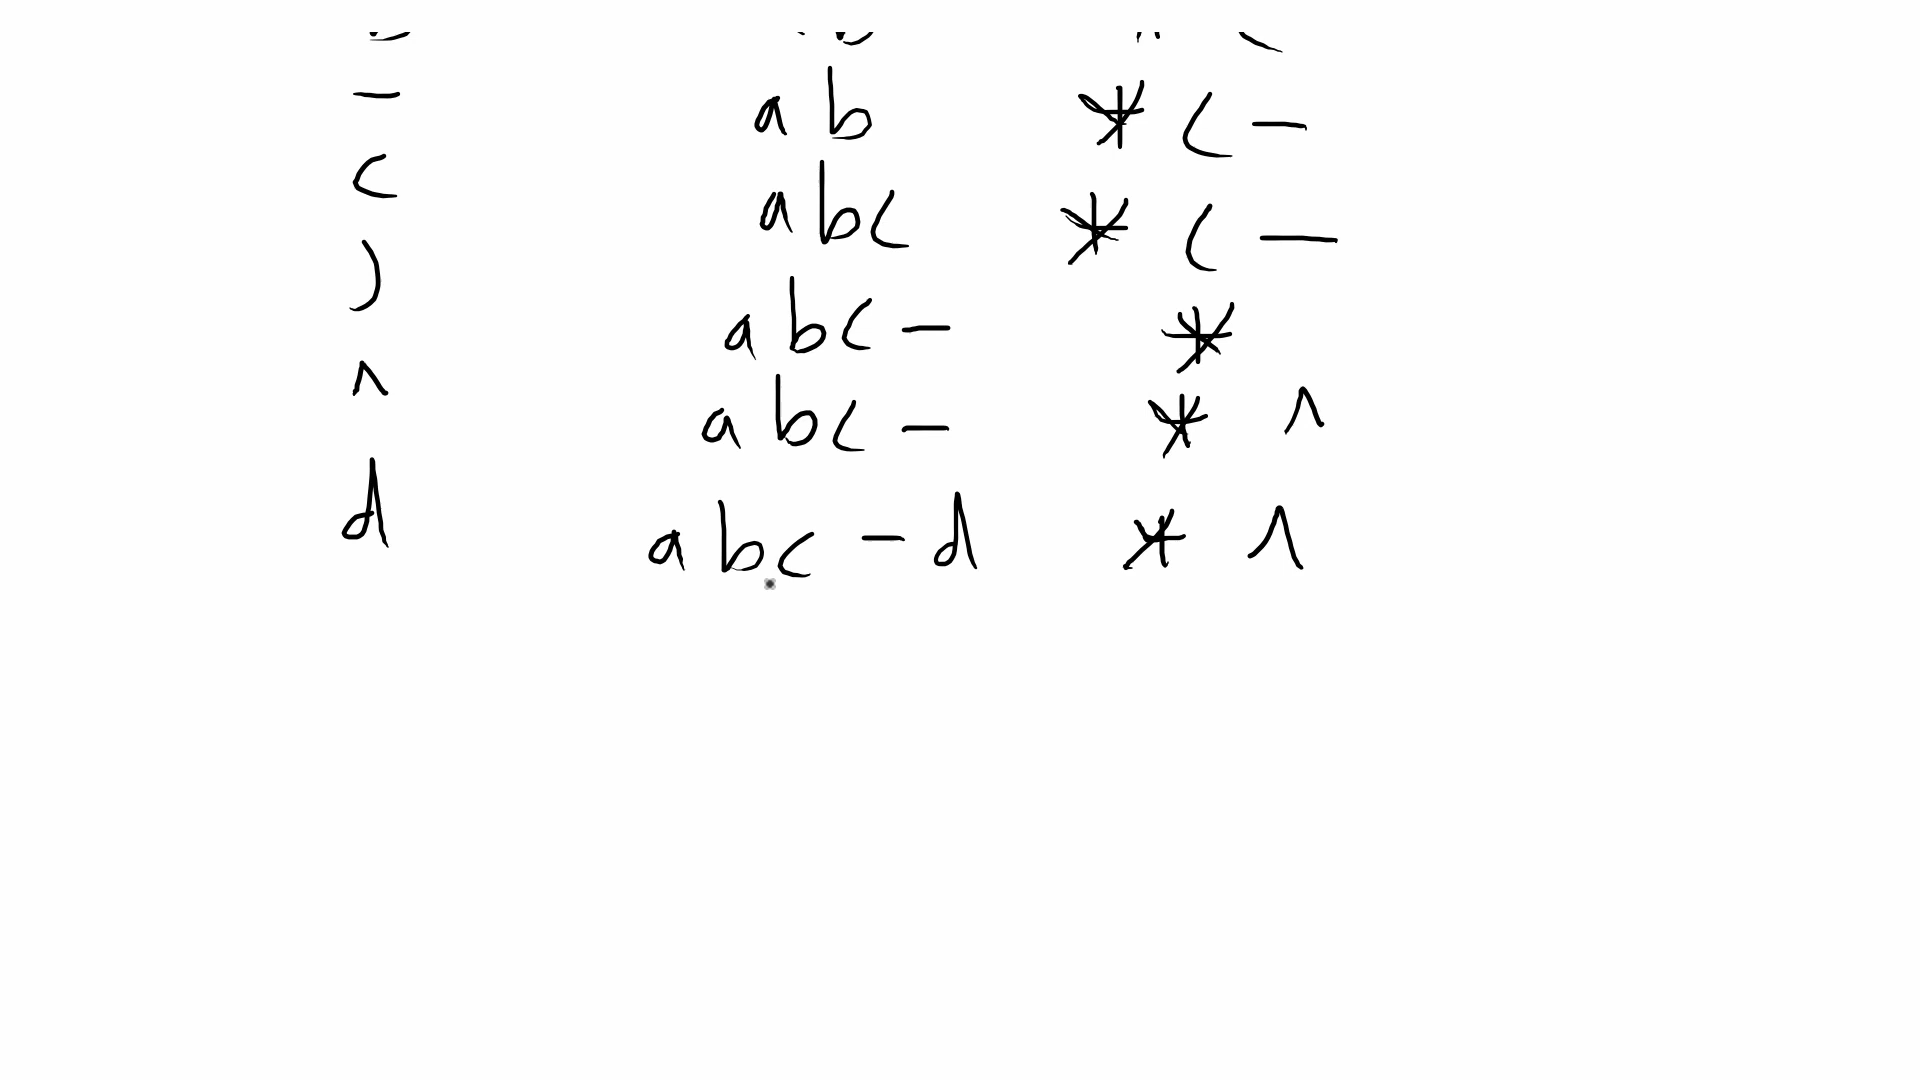 - ab *(-
c abc *(-
) abc- *
^ abc- *^
d abc-d *^